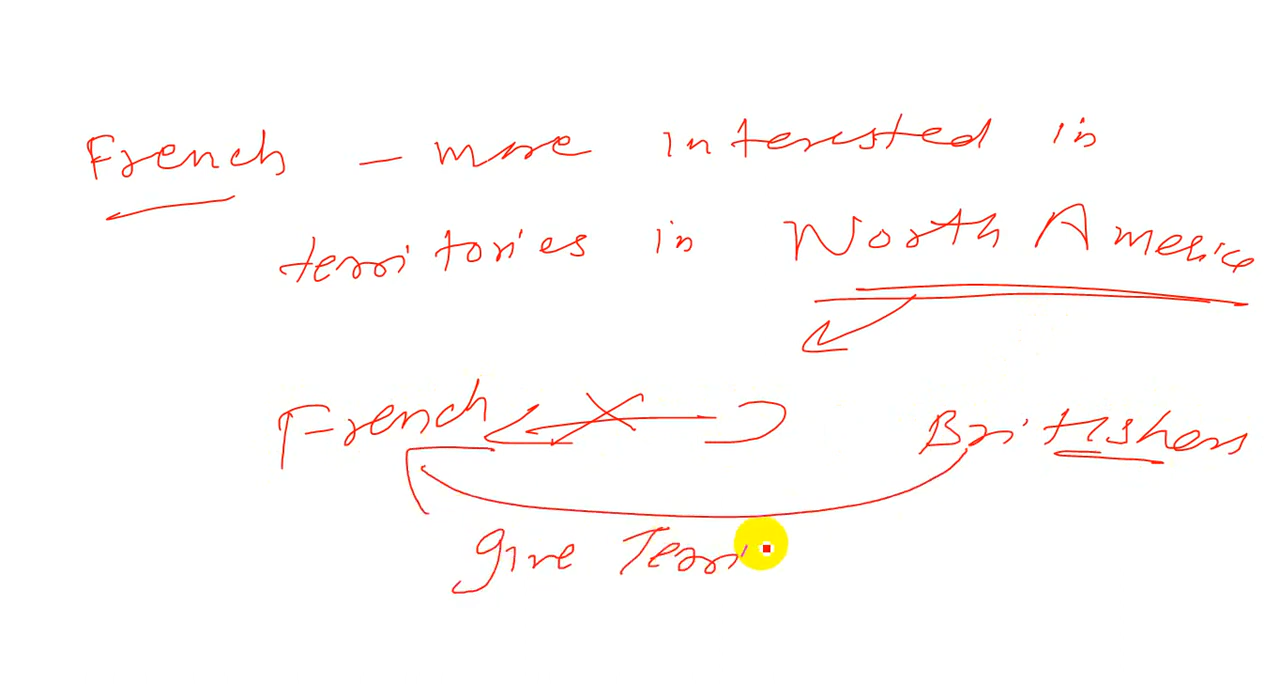 French - more interested in
territories in North America
French Britishers
give Terri